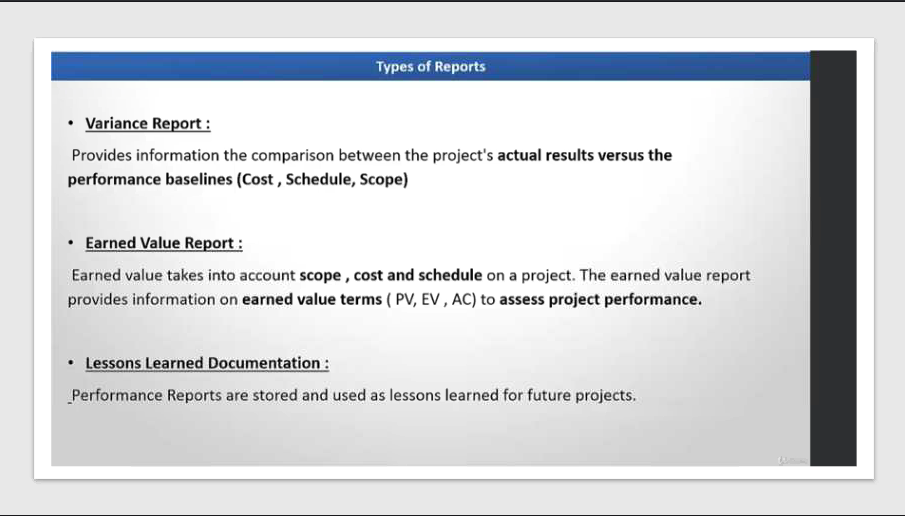 Types of Reports
• Variance Report :
Provides information the comparison between the project's actual results versus the
performance baselines (Cost , Schedule, Scope)
• Earned Value Report :
Earned value takes into account scope , cost and schedule on a project. The earned value report
provides information on earned value terms ( PV, EV , AC) to assess project performance.
• Lessons Learned Documentation :
Performance Reports are stored and used as lessons learned for future projects.